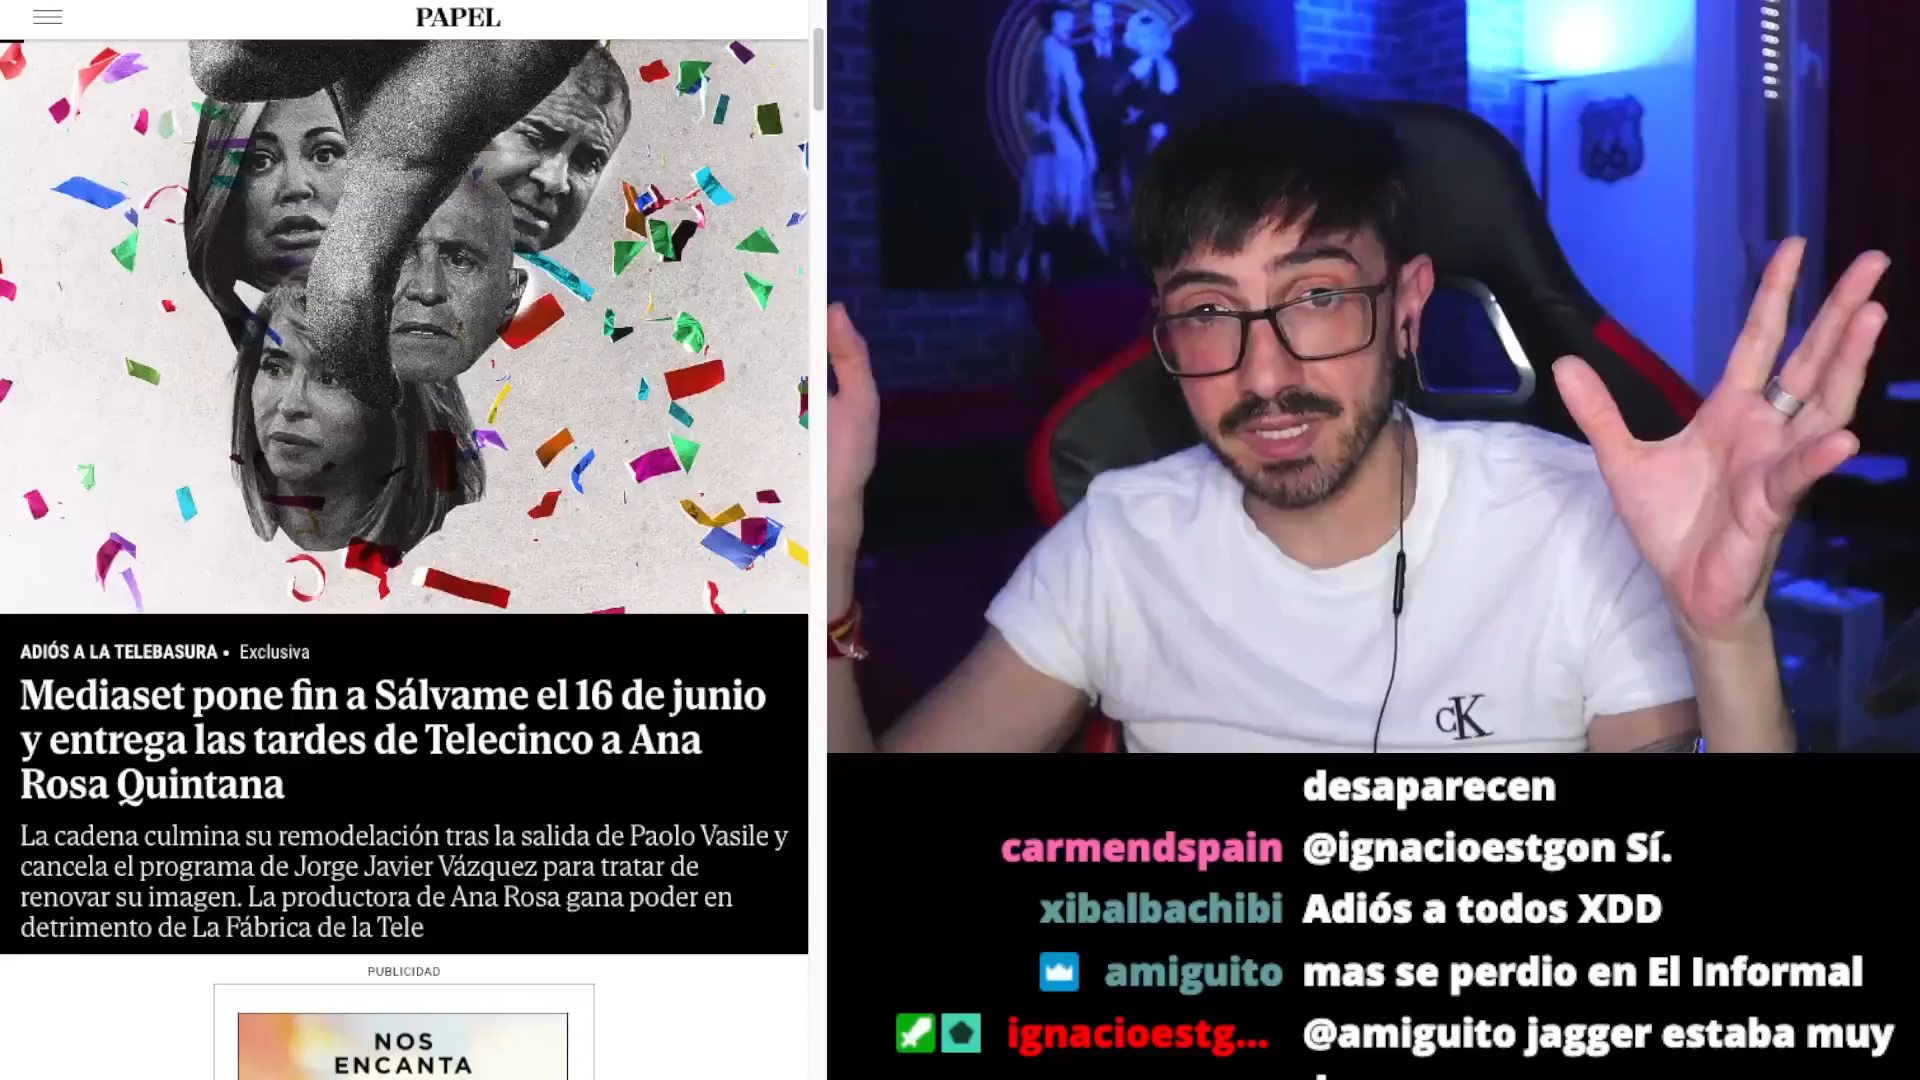 PAPEL
ADIÓS A LA TELEBASURA • Exclusiva
Mediaset pone fin a Sálvame el 16 de junio
y entrega las tardes de Telecinco a Ana
Rosa Quintana
La cadena culmina su remodelación tras la salida de Paolo Vasile y
cancela el programa de Jorge Javier Vázquez para tratar de
renovar su imagen. La productora de Ana Rosa gana poder en
detrimento de La Fábrica de la Tele
PUBLICIDAD
NOS
ENCANTA
66
CK
desaparecen
carmendspain @ignacioestgon Sí.
xibalbachibi Adiós a todos XDD
amiguito mas se perdio en El Informal
ignacioestg... @amiguito jagger estaba muy